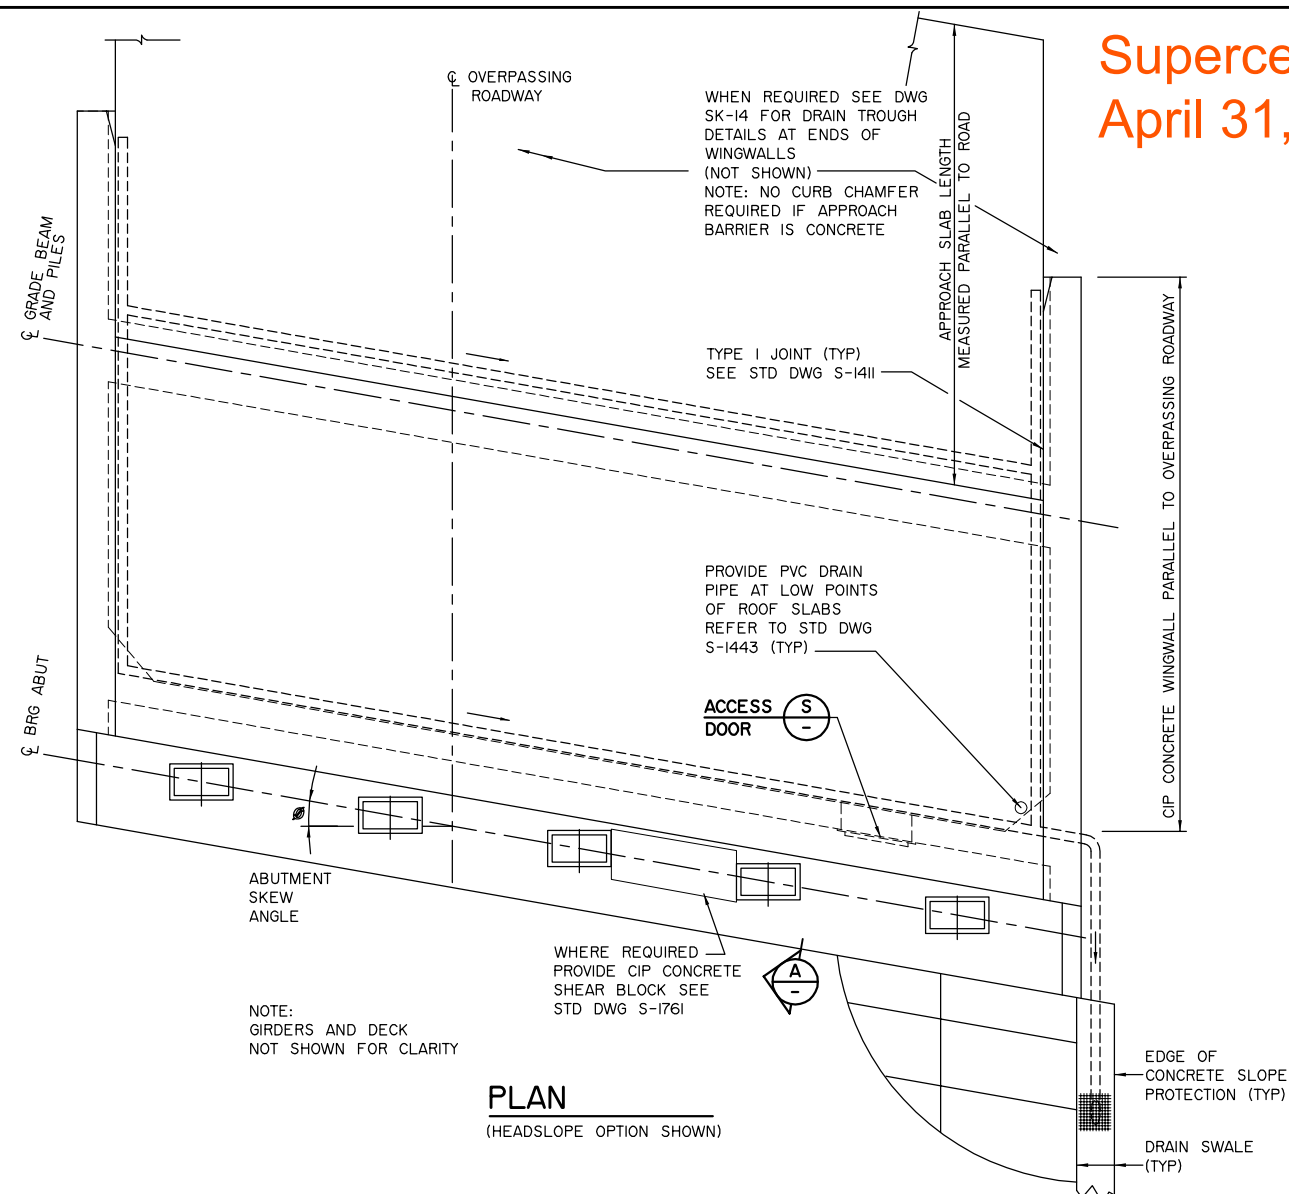 Superce
April 31,
℄ OVERPASSING
ROADWAY
WHEN REQUIRED SEE DWG
SK-14 FOR DRAIN TROUGH
DETAILS AT ENDS OF
WINGWALLS
(NOT SHOWN)
NOTE: NO CURB CHAMFER
REQUIRED IF APPROACH
BARRIER IS CONCRETE
APPROACH SLAB LENGTH
MEASURED PARALLEL TO ROAD
℄ GRADE BEAM
AND PILES
TYPE I JOINT (TYP)
SEE STD DWG S-1411
CIP CONCRETE WINGWALL PARALLEL TO OVERPASSING ROADWAY
PROVIDE PVC DRAIN
PIPE AT LOW POINTS
OF ROOF SLABS
REFER TO STD DWG
S-1443 (TYP)
℄ BRG ABUT
ACCESS
DOOR
S
-
Ø
ABUTMENT
SKEW
ANGLE
WHERE REQUIRED
PROVIDE CIP CONCRETE
SHEAR BLOCK SEE
STD DWG S-1761
A
-
NOTE:
GIRDERS AND DECK
NOT SHOWN FOR CLARITY
PLAN
(HEADSLOPE OPTION SHOWN)
EDGE OF
CONCRETE SLOPE
PROTECTION (TYP)
DRAIN SWALE
(TYP)